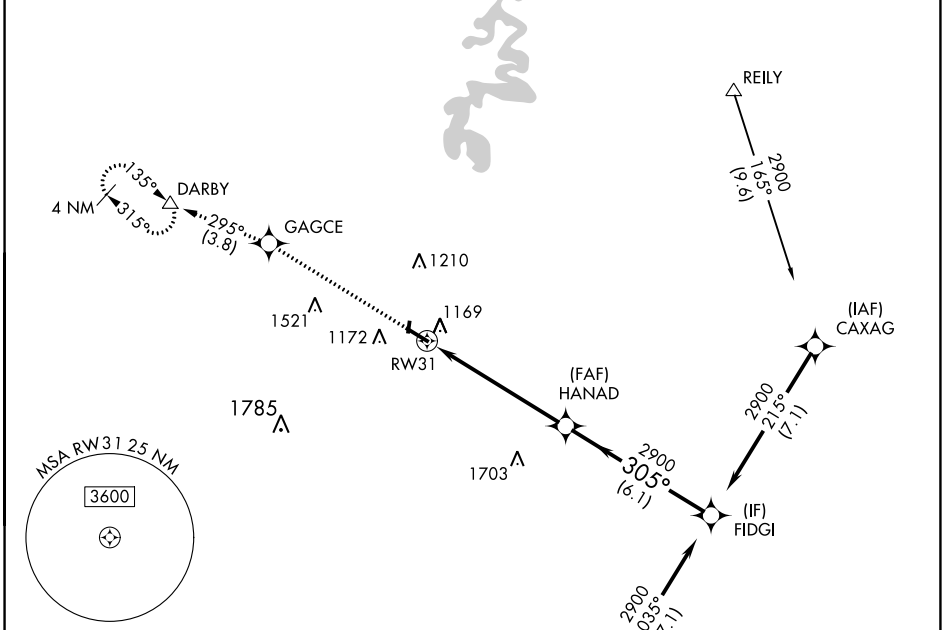 REILY
2900
165°
(9.6)
135°
DARBY
4 NM
315°
295°
(3.8)
GAGCE
1210
1521
1169
1172
RW31
(IAF)
CAXAG
(FAF)
HANAD
2900
215°
(7.1)
1785
1703
2900
305°
(6.1)
(IF)
FIDGI
MSA RW31 25 NM
3600
2900
035°